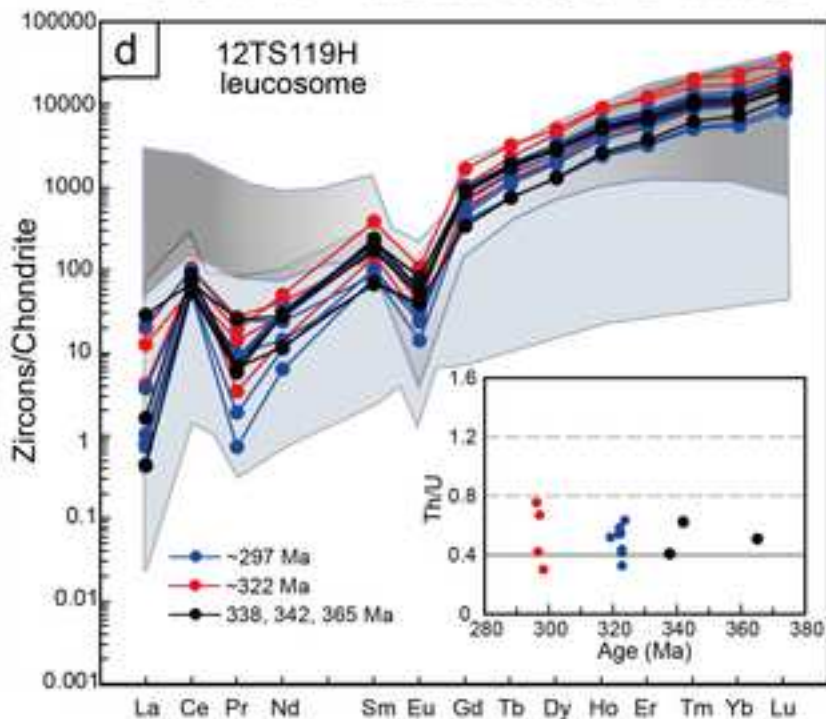 d
12TS119H
leucosome
Zircons/Chondrite
100000
10000
1000
100
10
1
0.1
0.01
0.001
~297 Ma
~322 Ma
338, 342, 365 Ma
La Ce Pr Nd Sm Eu Gd Tb Dy Ho Er Tm Yb Lu
Th/U
1.6
1.2
0.8
0.4
0
280 300 320 340 360 380
Age (Ma)